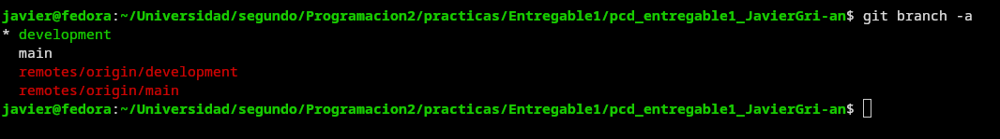 javier@fedora:~/Universidad/segundo/Programacion2/practicas/Entregable1/pcd_entregable1_JavierGri-an$ git branch -a
* development
  main
  remotes/origin/development
  remotes/origin/main
javier@fedora:~/Universidad/segundo/Programacion2/practicas/Entregable1/pcd_entregable1_JavierGri-an$